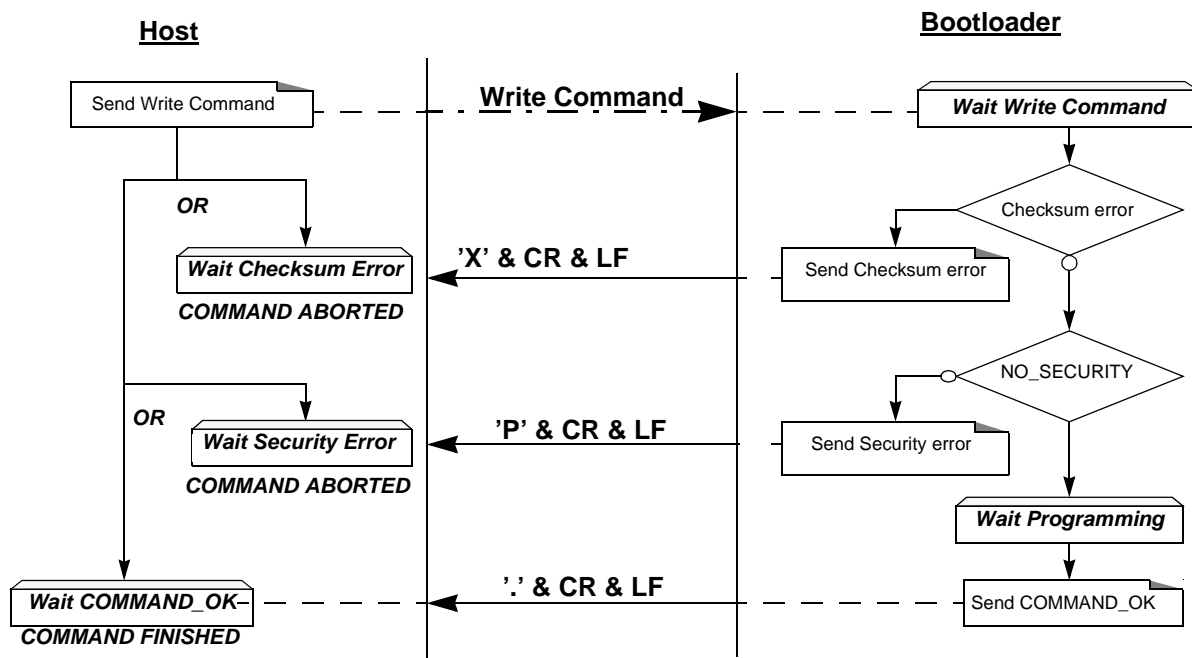 Host
Bootloader
Send Write Command
Write Command
Wait Write Command
OR
Checksum error
Wait Checksum Error
'X' & CR & LF
Send Checksum error
COMMAND ABORTED
NO_SECURITY
OR
Wait Security Error
'P' & CR & LF
Send Security error
COMMAND ABORTED
Wait Programming
Wait COMMAND_OK
'.' & CR & LF
Send COMMAND_OK
COMMAND FINISHED